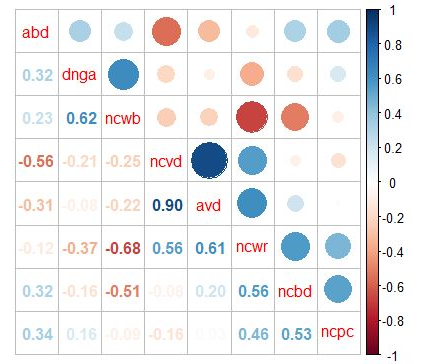 abd
0.32 dnga
0.23 0.62 ncwb
-0.56 -0.21 -0.25 ncvd
-0.31 -0.08 -0.22 0.90 avd
-0.12 -0.37 -0.68 0.56 0.61 ncwr
0.32 -0.16 -0.51 -0.08 0.20 0.56 ncbd
0.34 0.16 -0.09 -0.16 0.46 0.53 ncpc
1
0.8
0.6
0.4
0.2
0
-0.2
-0.4
-0.6
-0.8
-1